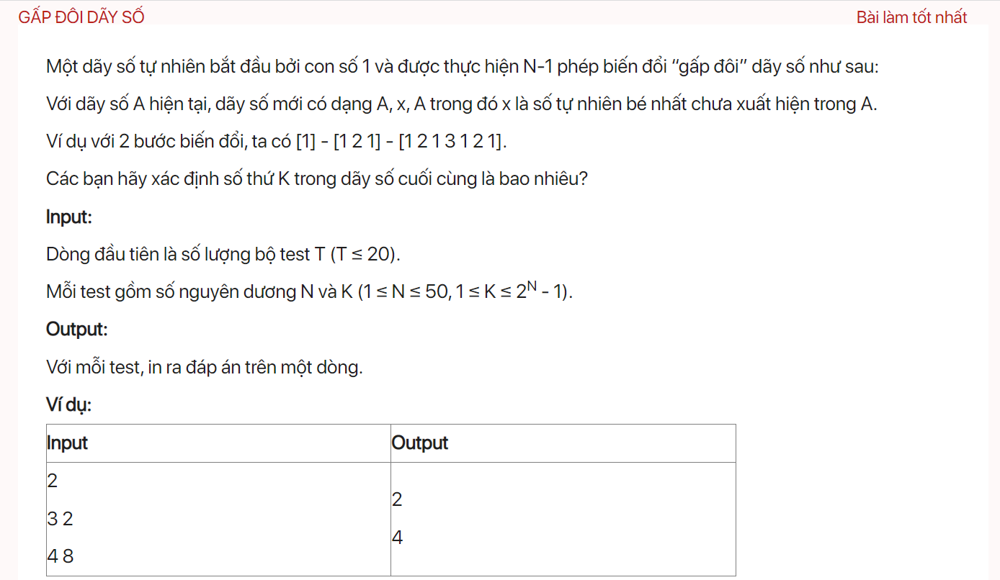 GẤP ĐÔI DÃY SỐ
Bài làm tốt nhất
Một dãy số tự nhiên bắt đầu bởi con số 1 và được thực hiện N-1 phép biến đổi “gấp đôi” dãy số như sau:
Với dãy số A hiện tại, dãy số mới có dạng A, x, A trong đó x là số tự nhiên bé nhất chưa xuất hiện trong A.
Ví dụ với 2 bước biến đổi, ta có [1] - [1 2 1] - [1 2 1 3 1 2 1].
Các bạn hãy xác định số thứ K trong dãy số cuối cùng là bao nhiêu?
Input:
Dòng đầu tiên là số lượng bộ test T (T ≤ 20).
Mỗi test gồm số nguyên dương N và K (1 ≤ N ≤ 50, 1 ≤ K ≤ 2^N - 1).
Output:
Với mỗi test, in ra đáp án trên một dòng.
Ví dụ:
Input Output
2
3 2
4 8
2
4